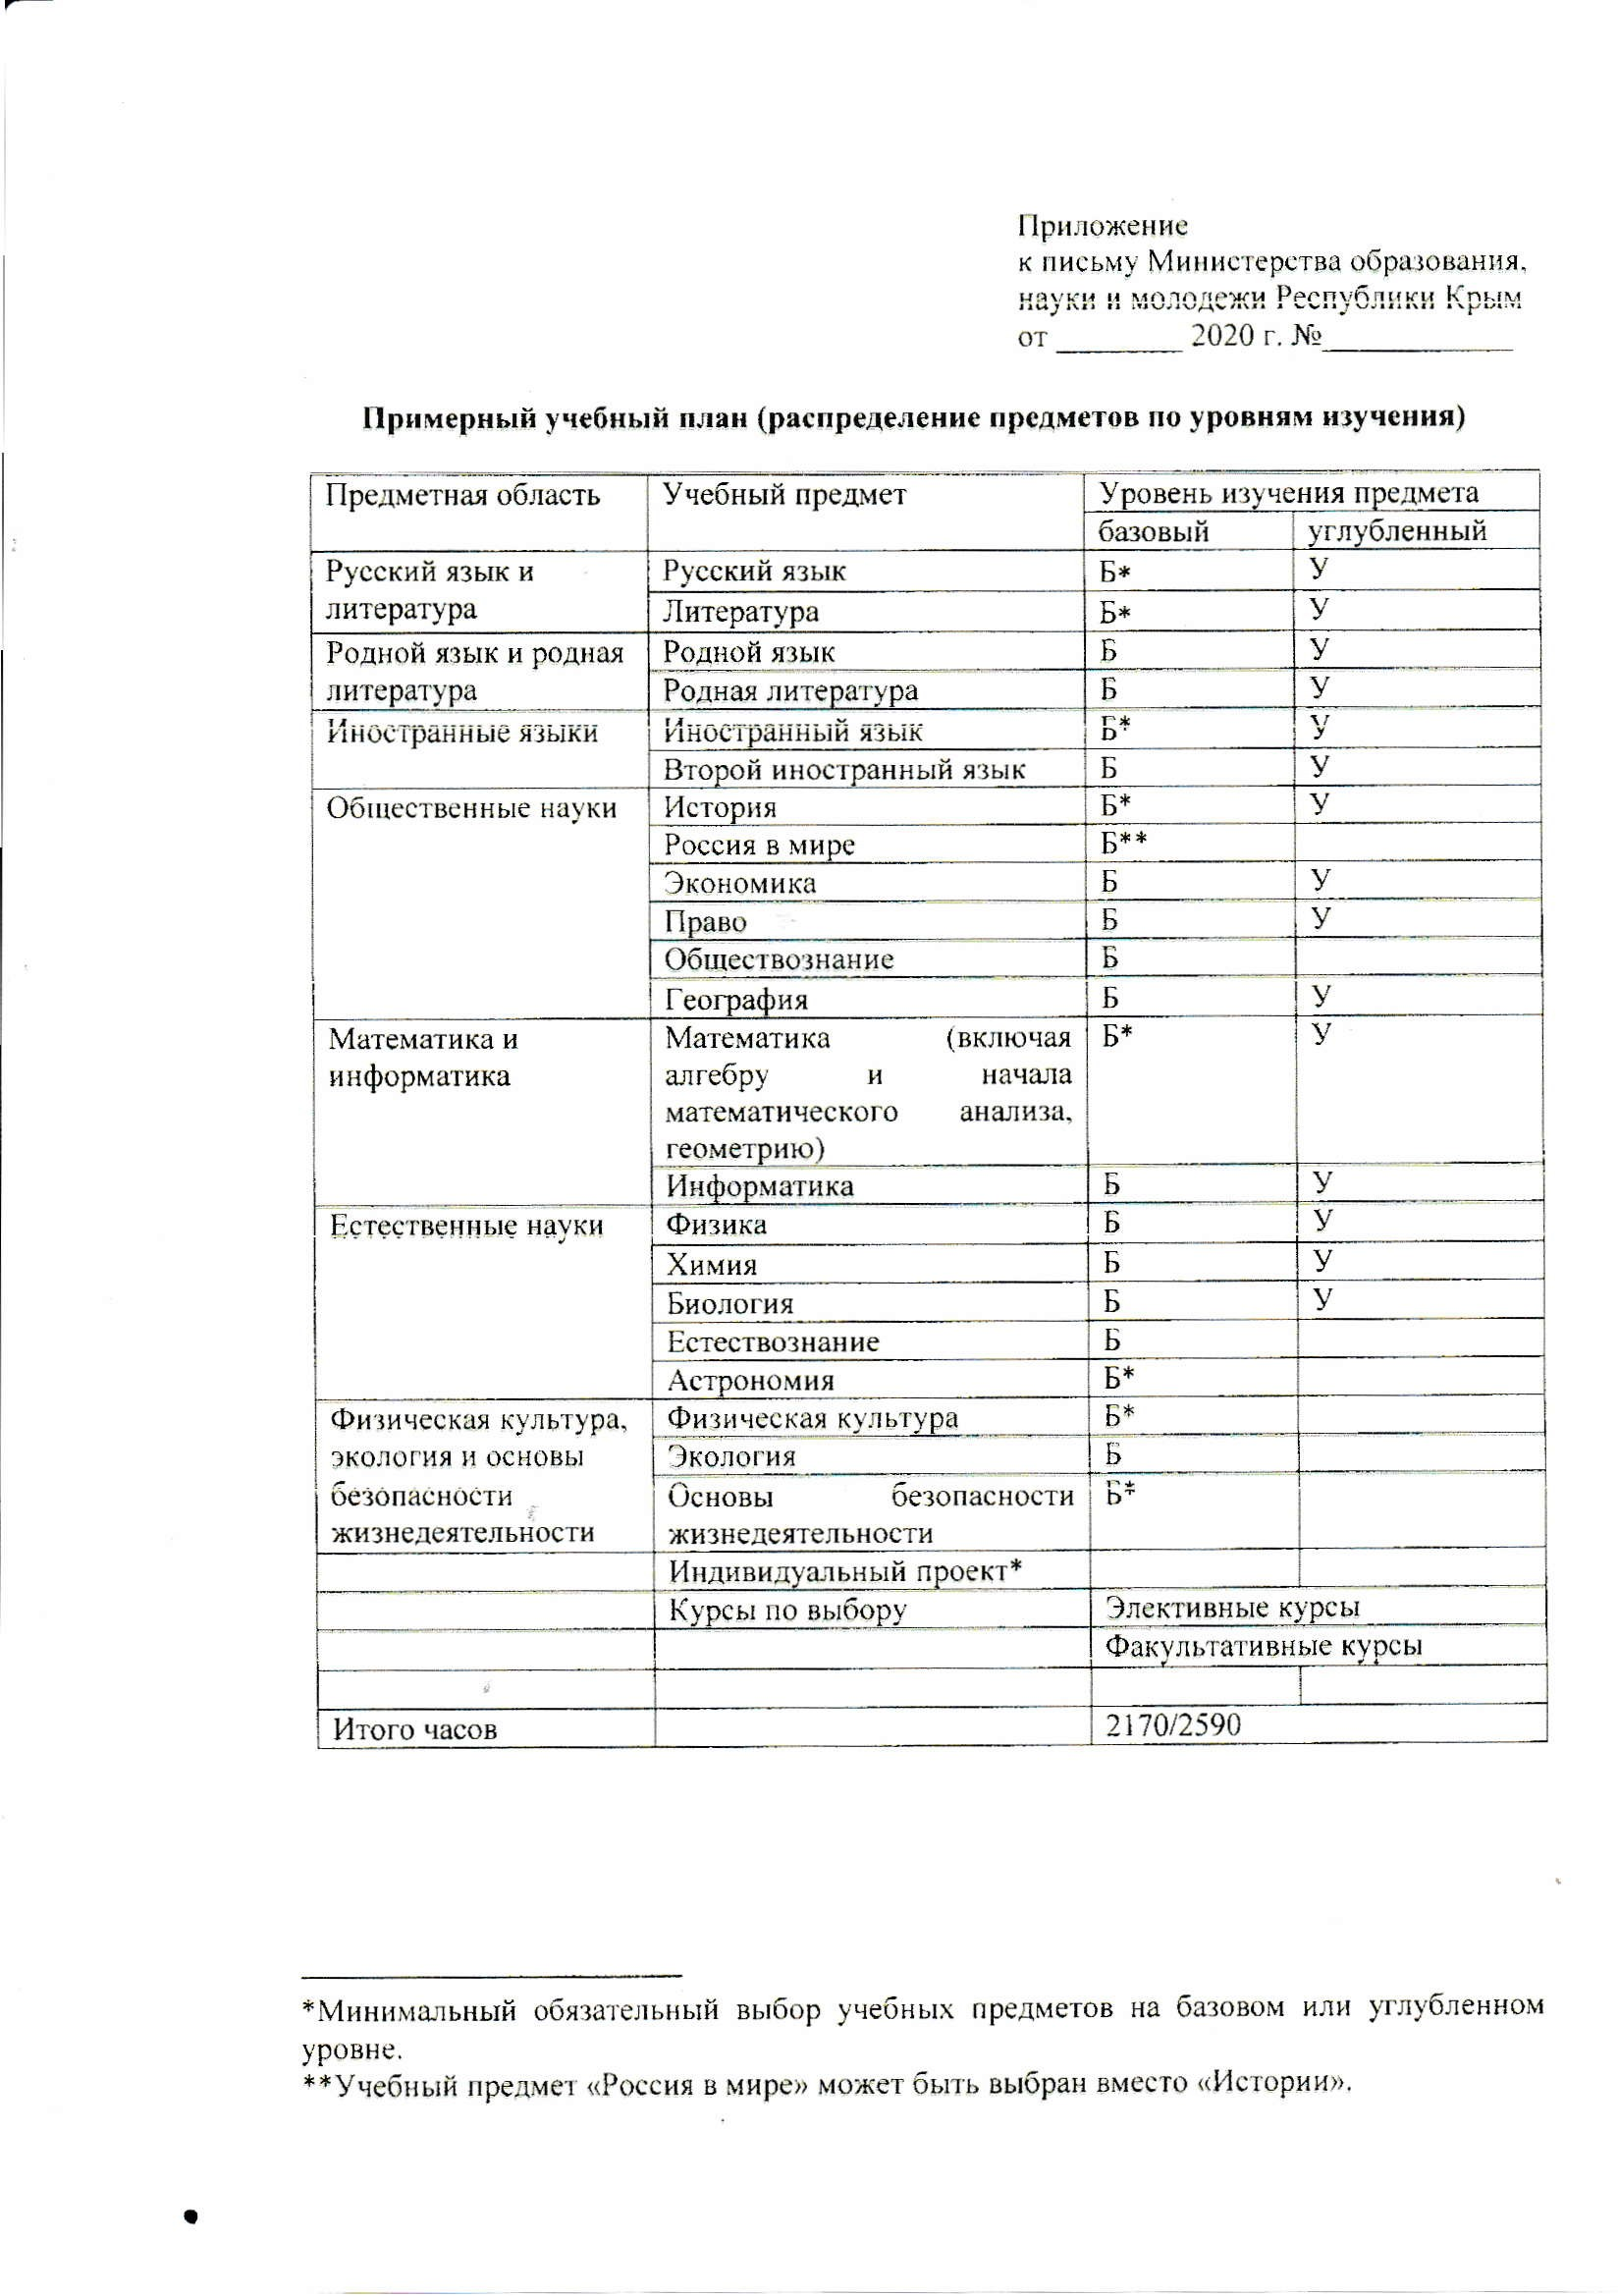 Приложение
к письму Министерства образования,
науки и молодежи Республики Крым
от ________ 2020 г. №____________
Примерный учебный план (распределение предметов по уровням изучения)
Предметная область Учебный предмет Уровень изучения предмета
базовый углубленный
Русский язык и Русский язык Б* У
литература Литература Б* У
Родной язык и родная Родной язык Б У
литература Родная литература Б У
Иностранные языки Иностранный язык Б* У
Второй иностранный язык Б У
Общественные науки История Б* У
Россия в мире Б**
Экономика Б У
Право Б У
Обществознание Б
География Б У
Математика и Математика (включая Б* У
информатика алгебру и начала
математического анализа,
геометрию)
Информатика Б У
Естественные науки Физика Б У
Химия Б У
Биология Б У
Естествознание Б
Астрономия Б*
Физическая культура, Физическая культура Б*
экология и основы Экология Б
безопасности Основы безопасности Б*
жизнедеятельности жизнедеятельности
Индивидуальный проект*
Курсы по выбору Элективные курсы
Факультативные курсы
Итого часов 2170/2590
*Минимальный обязательный выбор учебных предметов на базовом или углубленном
уровне.
**Учебный предмет «Россия в мире» может быть выбран вместо «Истории».